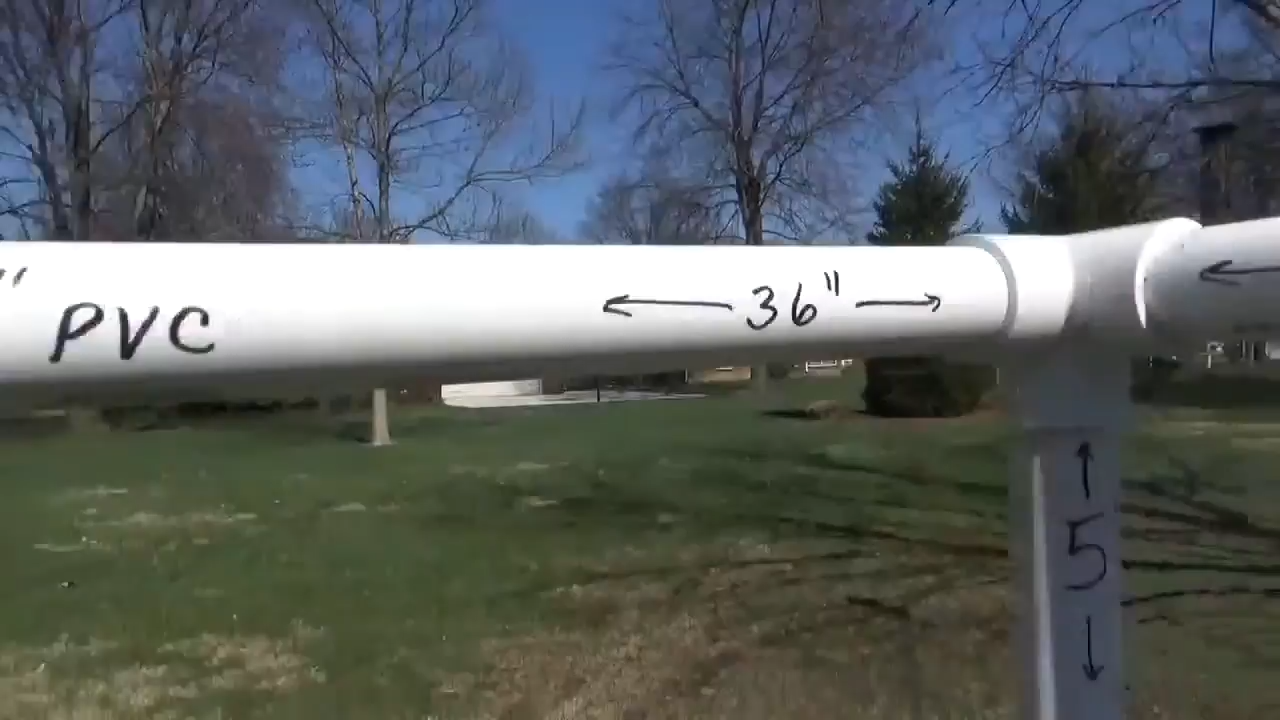 " PVC
← 36" →
←
↑
5
↓